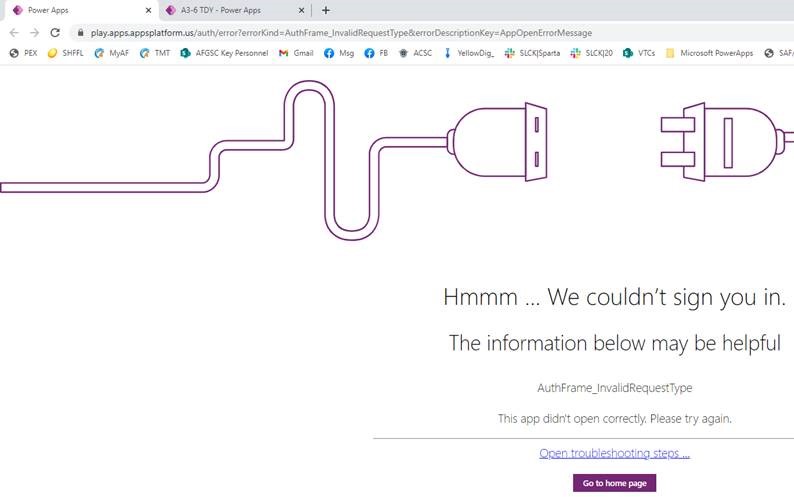 Power Apps
A3-6 TDY - Power Apps
play.apps.appsplatform.us/auth/error?errorKind=AuthFrame_InvalidRequestType&errorDescriptionKey=AppOpenErrorMessage
PEX SHFFL MyAF TMT AFGSC Key Personnel Gmail Msg FB ACSC YellowDig_ SLCK|Sparta SLCK|20 VTCs Microsoft PowerApps SAF/
Hmmm ... We couldn't sign you in.
The information below may be helpful
AuthFrame_InvalidRequestType
This app didn't open correctly. Please try again.
Open troubleshooting steps ...
Go to home page